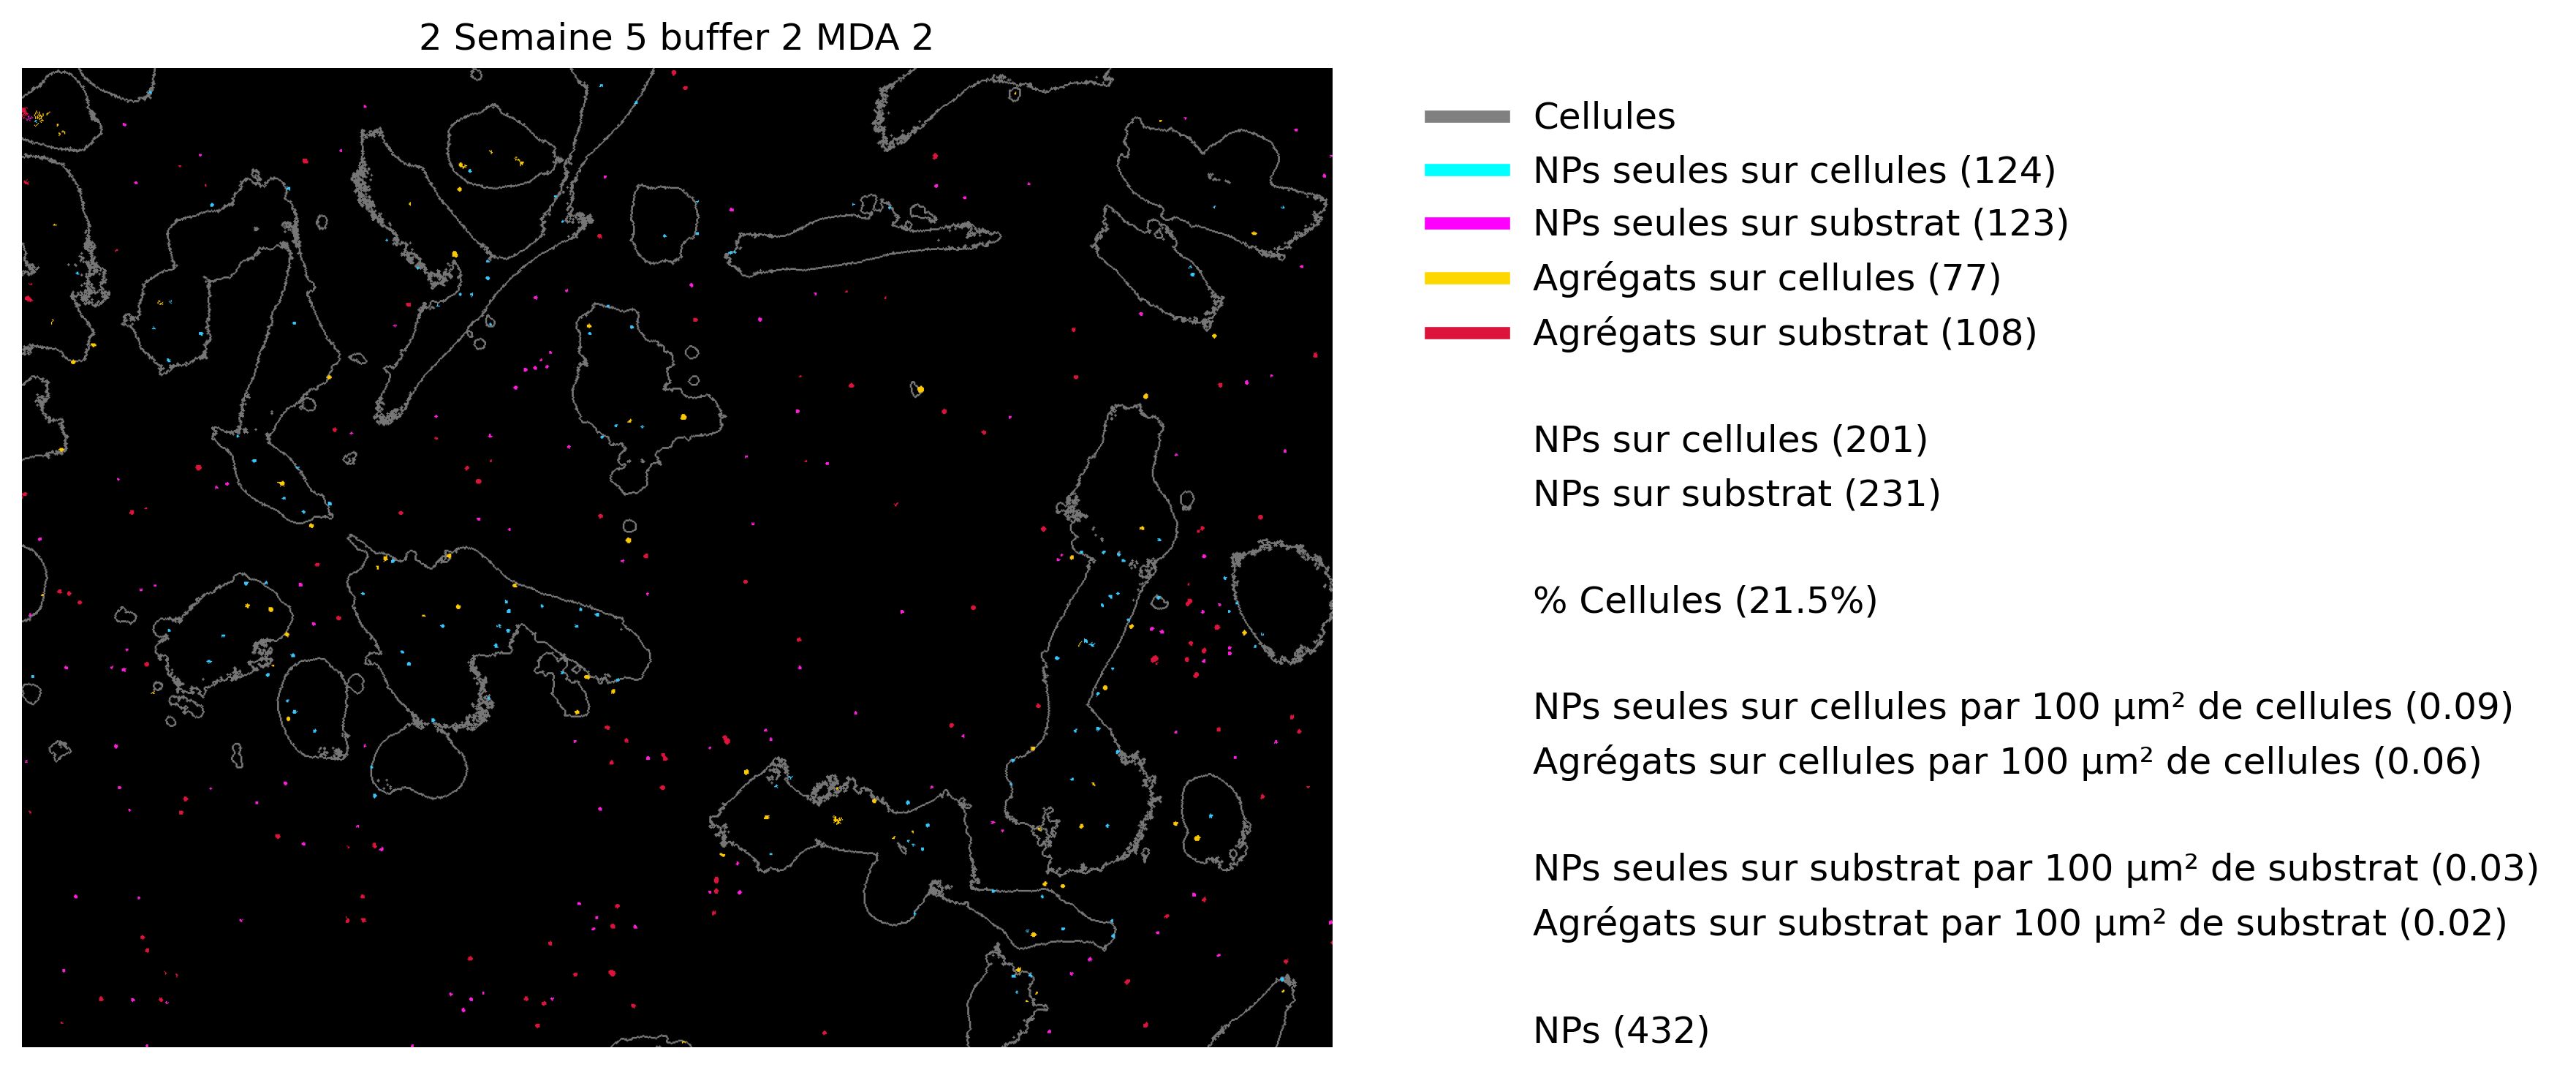 2 Semaine 5 buffer 2 MDA 2
Cellules
NPs seules sur cellules (124)
NPs seules sur substrat (123)
Agrégats sur cellules (77)
Agrégats sur substrat (108)
NPs sur cellules (201)
NPs sur substrat (231)
% Cellules (21.5%)
NPs seules sur cellules par 100 µm² de cellules (0.09)
Agrégats sur cellules par 100 µm² de cellules (0.06)
NPs seules sur substrat par 100 µm² de substrat (0.03)
Agrégats sur substrat par 100 µm² de substrat (0.02)
NPs (432)